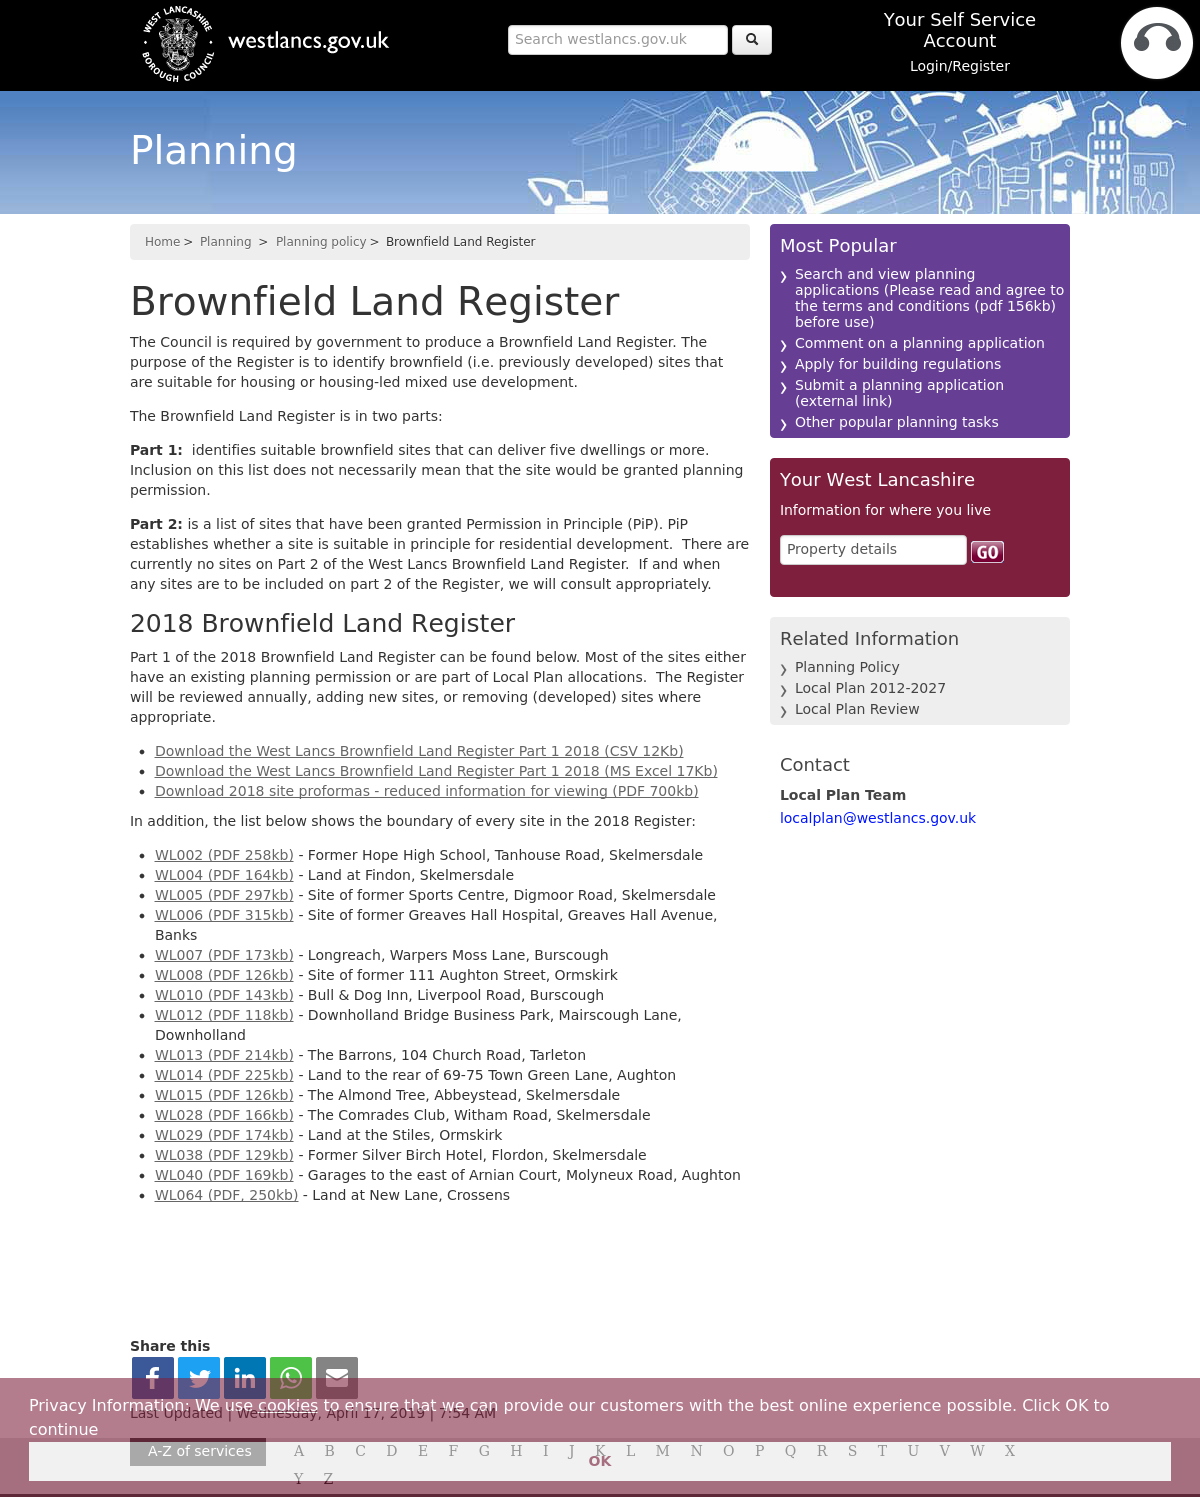 WEST LANCASHIRE
BOROUGH COUNCIL
westlancs.gov.uk
Search westlancs.gov.uk
Your Self Service
Account
Login/Register
Planning
Home > Planning > Planning policy > Brownfield Land Register
Brownfield Land Register
The Council is required by government to produce a Brownfield Land Register. The
purpose of the Register is to identify brownfield (i.e. previously developed) sites that
are suitable for housing or housing-led mixed use development.
The Brownfield Land Register is in two parts:
Part 1:  identifies suitable brownfield sites that can deliver five dwellings or more.
Inclusion on this list does not necessarily mean that the site would be granted planning
permission.
Part 2: is a list of sites that have been granted Permission in Principle (PiP). PiP
establishes whether a site is suitable in principle for residential development.  There are
currently no sites on Part 2 of the West Lancs Brownfield Land Register.  If and when
any sites are to be included on part 2 of the Register, we will consult appropriately.
2018 Brownfield Land Register
Part 1 of the 2018 Brownfield Land Register can be found below. Most of the sites either
have an existing planning permission or are part of Local Plan allocations.  The Register
will be reviewed annually, adding new sites, or removing (developed) sites where
appropriate.
• Download the West Lancs Brownfield Land Register Part 1 2018 (CSV 12Kb)
• Download the West Lancs Brownfield Land Register Part 1 2018 (MS Excel 17Kb)
• Download 2018 site proformas - reduced information for viewing (PDF 700kb)
In addition, the list below shows the boundary of every site in the 2018 Register:
• WL002 (PDF 258kb) - Former Hope High School, Tanhouse Road, Skelmersdale
• WL004 (PDF 164kb) - Land at Findon, Skelmersdale
• WL005 (PDF 297kb) - Site of former Sports Centre, Digmoor Road, Skelmersdale
• WL006 (PDF 315kb) - Site of former Greaves Hall Hospital, Greaves Hall Avenue,
Banks
• WL007 (PDF 173kb) - Longreach, Warpers Moss Lane, Burscough
• WL008 (PDF 126kb) - Site of former 111 Aughton Street, Ormskirk
• WL010 (PDF 143kb) - Bull & Dog Inn, Liverpool Road, Burscough
• WL012 (PDF 118kb) - Downholland Bridge Business Park, Mairscough Lane,
Downholland
• WL013 (PDF 214kb) - The Barrons, 104 Church Road, Tarleton
• WL014 (PDF 225kb) - Land to the rear of 69-75 Town Green Lane, Aughton
• WL015 (PDF 126kb) - The Almond Tree, Abbeystead, Skelmersdale
• WL028 (PDF 166kb) - The Comrades Club, Witham Road, Skelmersdale
• WL029 (PDF 174kb) - Land at the Stiles, Ormskirk
• WL038 (PDF 129kb) - Former Silver Birch Hotel, Flordon, Skelmersdale
• WL040 (PDF 169kb) - Garages to the east of Arnian Court, Molyneux Road, Aughton
• WL064 (PDF, 250kb) - Land at New Lane, Crossens
Most Popular
Search and view planning
applications (Please read and agree to
the terms and conditions (pdf 156kb)
before use)
Comment on a planning application
Apply for building regulations
Submit a planning application
(external link)
Other popular planning tasks
Your West Lancashire
Information for where you live
Property details
GO
Related Information
Planning Policy
Local Plan 2012-2027
Local Plan Review
Contact
Local Plan Team
localplan@westlancs.gov.uk
Share this
Privacy Information: We use cookies to ensure that we can provide our customers with the best online experience possible. Click OK to
continue
Last Updated | Wednesday, April 17, 2019 | 7:54 AM
A-Z of services
A B C D E F G H I J K L M N O P Q R S T U V W X
Y Z
OK